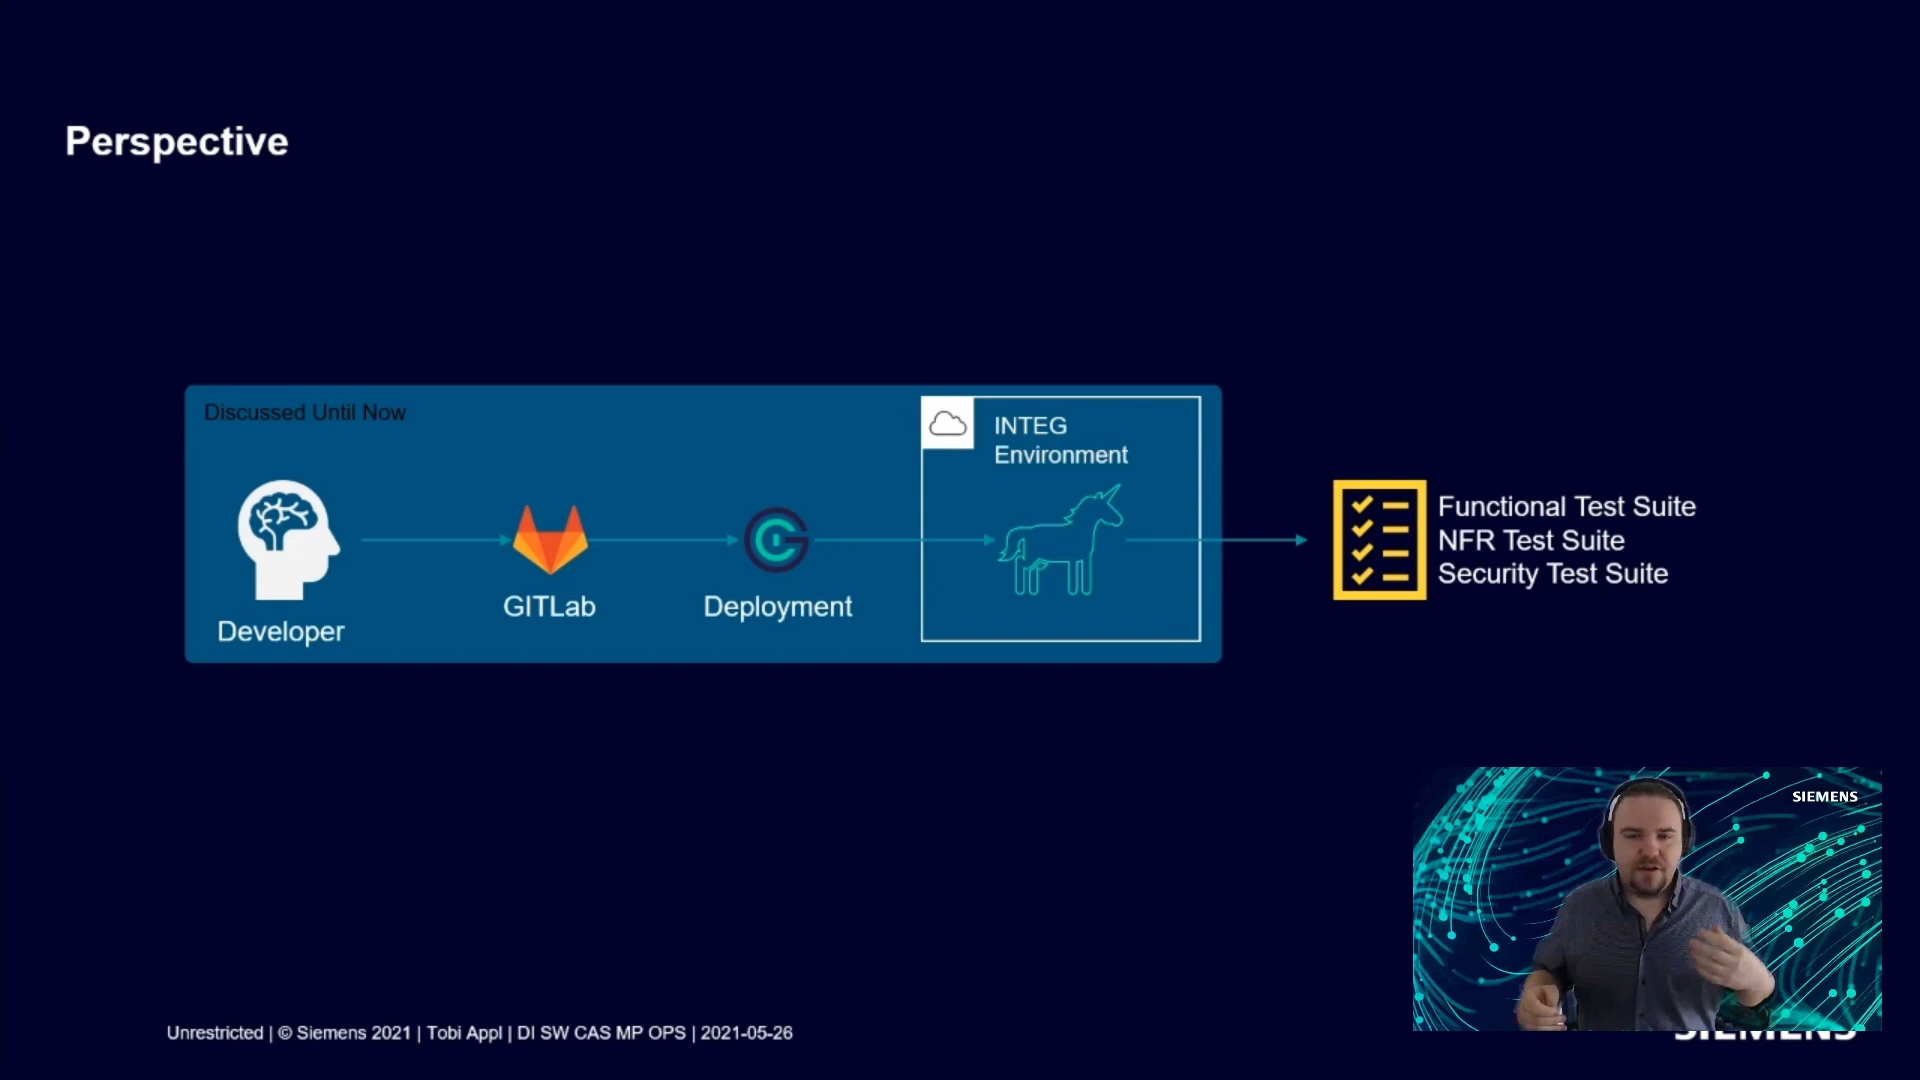 Perspective
Discussed Until Now
INTEG
Environment
Developer
GITLab
Deployment
Functional Test Suite
NFR Test Suite
Security Test Suite
SIEMENS
Unrestricted | © Siemens 2021 | Tobi Appl | DI SW CAS MP OPS | 2021-05-26
SIEMENS